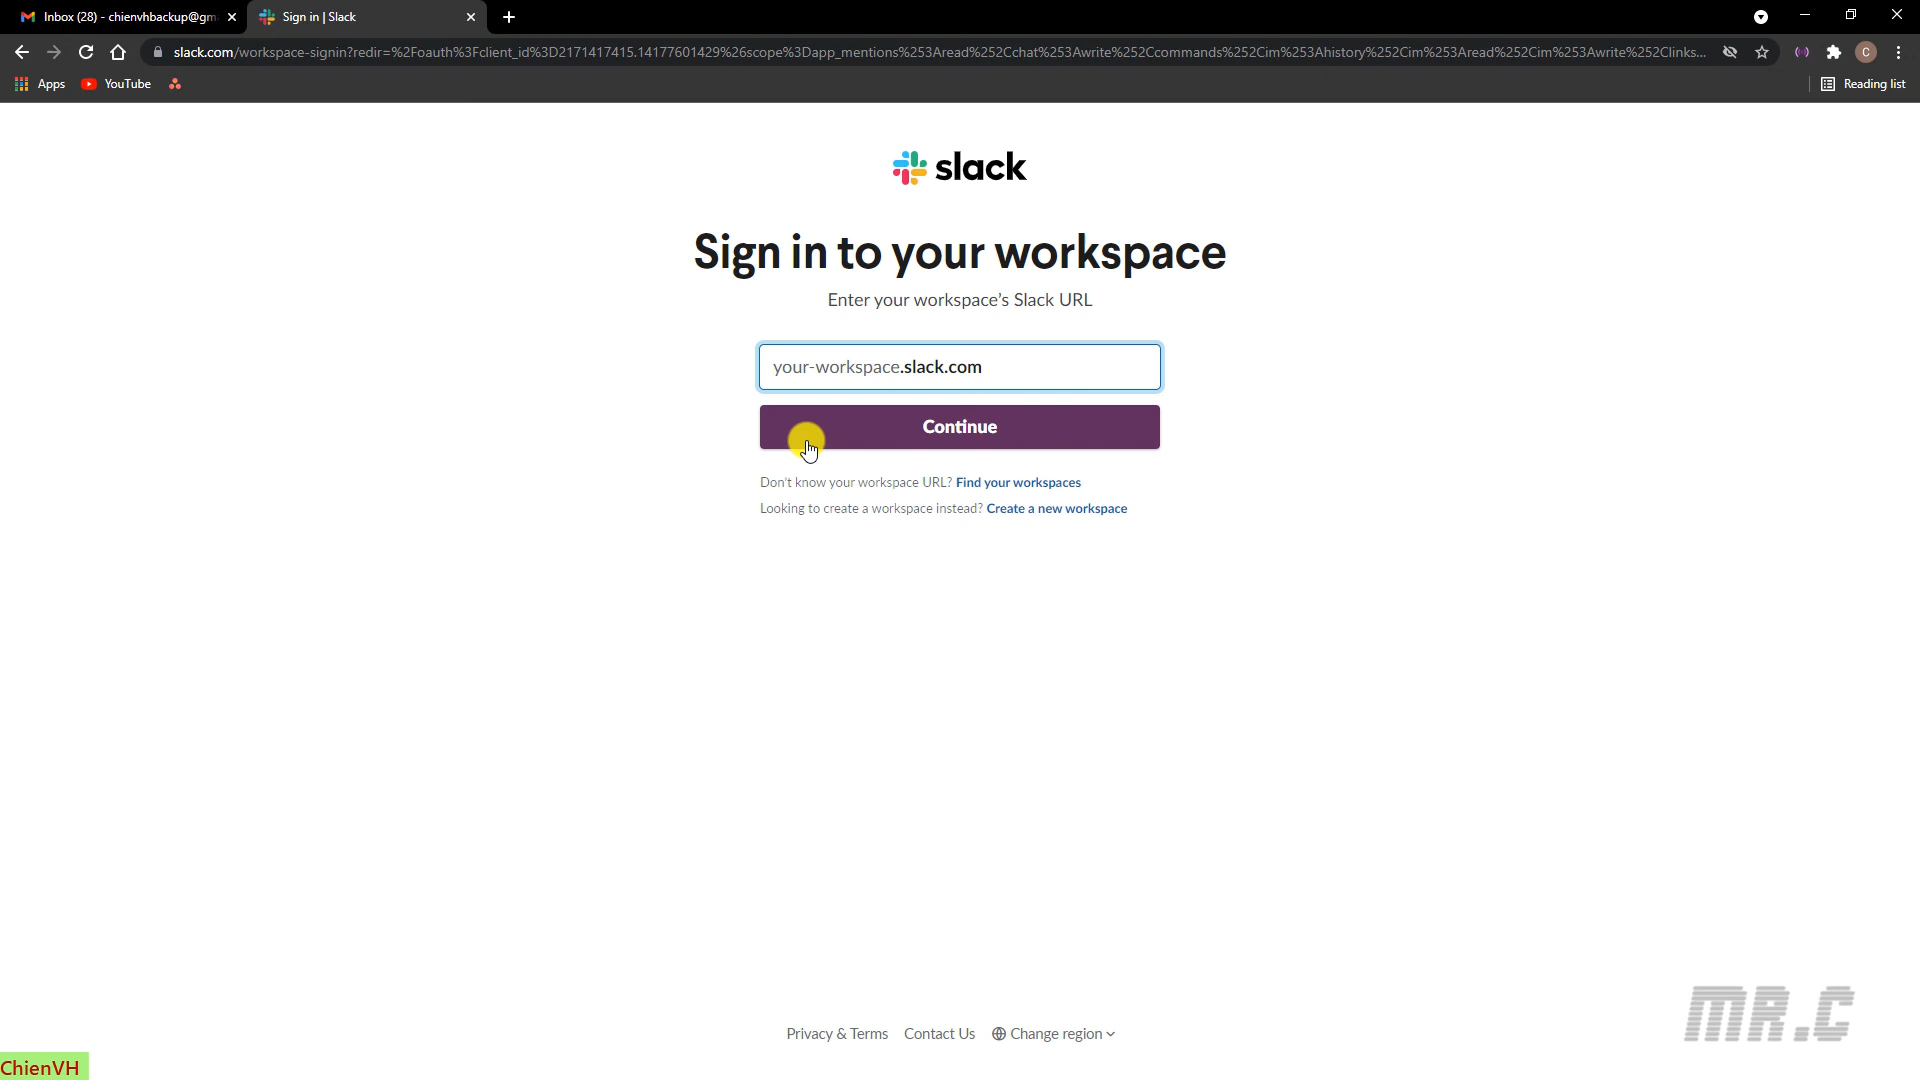 Inbox (28) - chienvhbackup@gm
Sign in | Slack
slack.com/workspace-signin?redir=%2Foauth%3Fclient_id%3D2171417415.14177601429%26scope%3Dapp_mentions%253Aread%252Cchat%253Awrite%252Ccommands%252Cim%253Ahistory%252Cim%253Aread%252Cim%253Awrite%252Clinks...
C
Apps
YouTube
Reading list
slack
Sign in to your workspace
Enter your workspace’s Slack URL
your-workspace.slack.com
Continue
Don't know your workspace URL? Find your workspaces
Looking to create a workspace instead? Create a new workspace
MR.C
Privacy & Terms Contact Us Change region
ChienVH